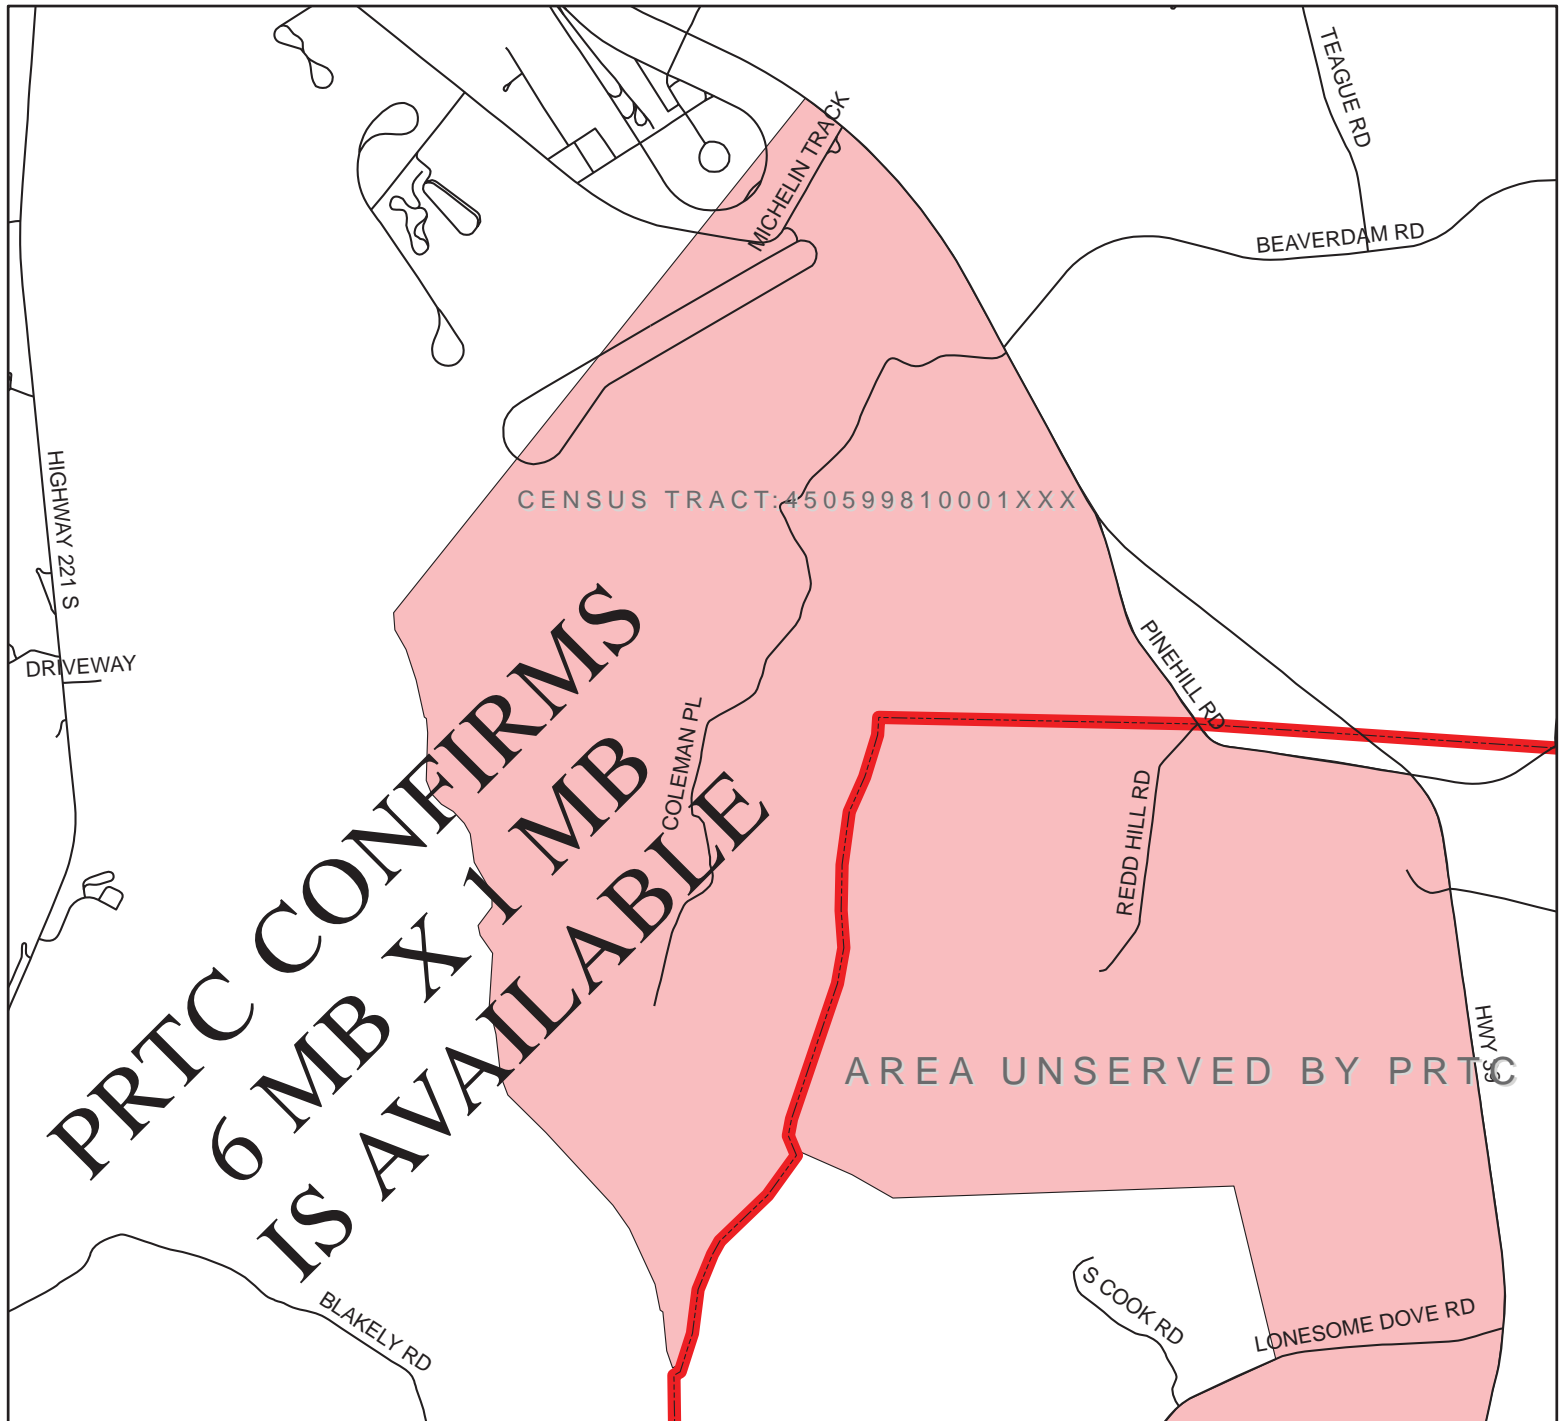 TEAGUE RD
MICHELIN TRACK
BEAVERDAM RD
HIGHWAY 221 S
CENSUS TRACT:450599810001XXX
DRIVEWAY
PINEHILL RD
COLEMAN PL
REDD HILL RD
PRTC CONFIRMS
6 MB X 1 MB
IS AVAILABLE
HWY 39
AREA UNSERVED BY PRTC
BLAKELY RD
S COOK RD
LONESOME DOVE RD